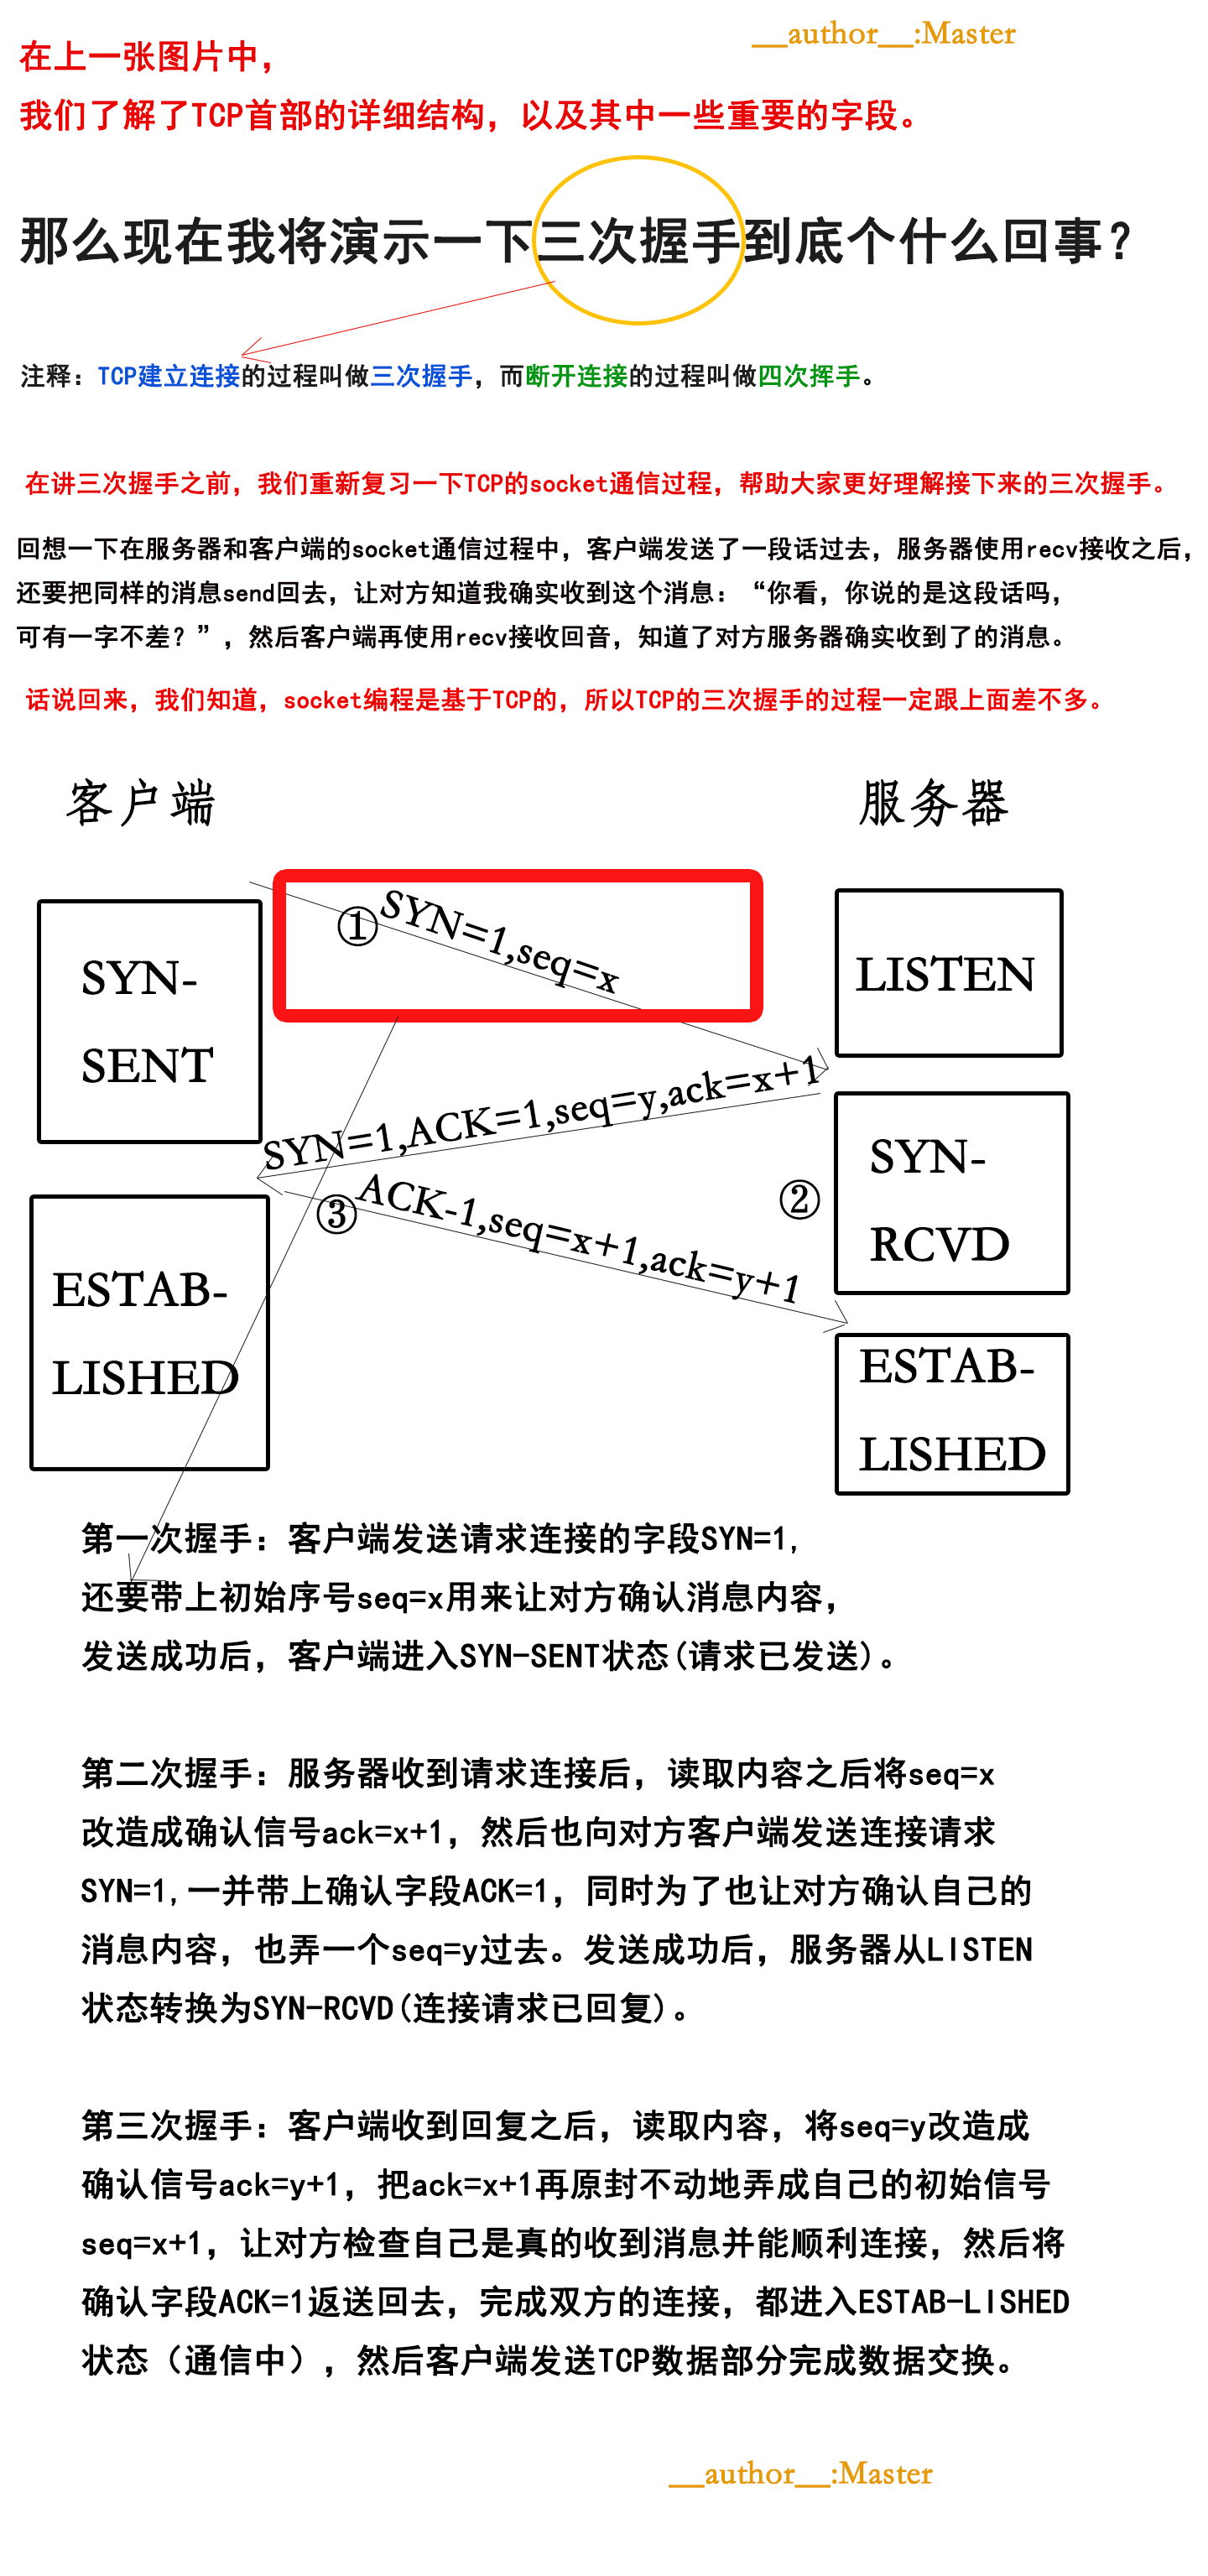 __author__:Master
在上一张图片中，
我们了解了TCP首部的详细结构，以及其中一些重要的字段。
那么现在我将演示一下三次握手到底个什么回事？
注释：TCP建立连接的过程叫做三次握手，而断开连接的过程叫做四次挥手。
在讲三次握手之前，我们重新复习一下TCP的socket通信过程，帮助大家更好理解接下来的三次握手。
回想一下在服务器和客户端的socket通信过程中，客户端发送了一段话过去，服务器使用recv接收之后，
还要把同样的消息send回去，让对方知道我确实收到这个消息：“你看，你说的是这段话吗，
可有一字不差？”，然后客户端再使用recv接收回音，知道了对方服务器确实收到了的消息。
话说回来，我们知道，socket编程是基于TCP的，所以TCP的三次握手的过程一定跟上面差不多。
客户端
服务器
①SYN=1,seq=x
SYN-
SENT
LISTEN
SYN=1,ACK=1,seq=y,ack=x+1
②
SYN-
RCVD
③ACK-1,seq=x+1,ack=y+1
ESTAB-
LISHED
ESTAB-
LISHED
第一次握手：客户端发送请求连接的字段SYN=1,
还要带上初始序号seq=x用来让对方确认消息内容，
发送成功后，客户端进入SYN-SENT状态(请求已发送)。
第二次握手：服务器收到请求连接后，读取内容之后将seq=x
改造成确认信号ack=x+1，然后也向对方客户端发送连接请求
SYN=1,一并带上确认字段ACK=1，同时为了也让对方确认自己的
消息内容，也弄一个seq=y过去。发送成功后，服务器从LISTEN
状态转换为SYN-RCVD(连接请求已回复)。
第三次握手：客户端收到回复之后，读取内容，将seq=y改造成
确认信号ack=y+1，把ack=x+1再原封不动地弄成自己的初始信号
seq=x+1，让对方检查自己是真的收到消息并能顺利连接，然后将
确认字段ACK=1返送回去，完成双方的连接，都进入ESTAB-LISHED
状态（通信中），然后客户端发送TCP数据部分完成数据交换。
__author__:Master